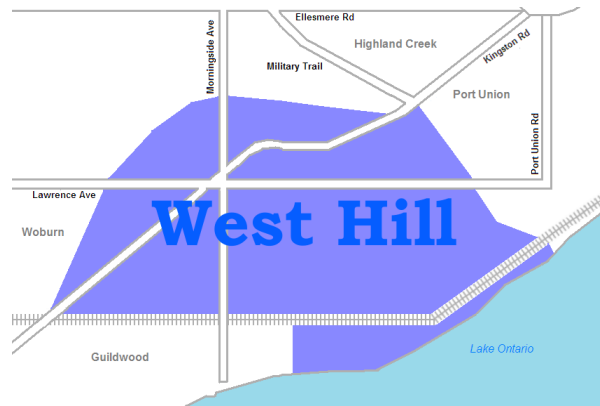 Ellesmere Rd
Morningside Ave
Highland Creek
Kingston Rd
Military Trail
Port Union
Port Union Rd
Lawrence Ave
West Hill
Woburn
Guildwood
Lake Ontario